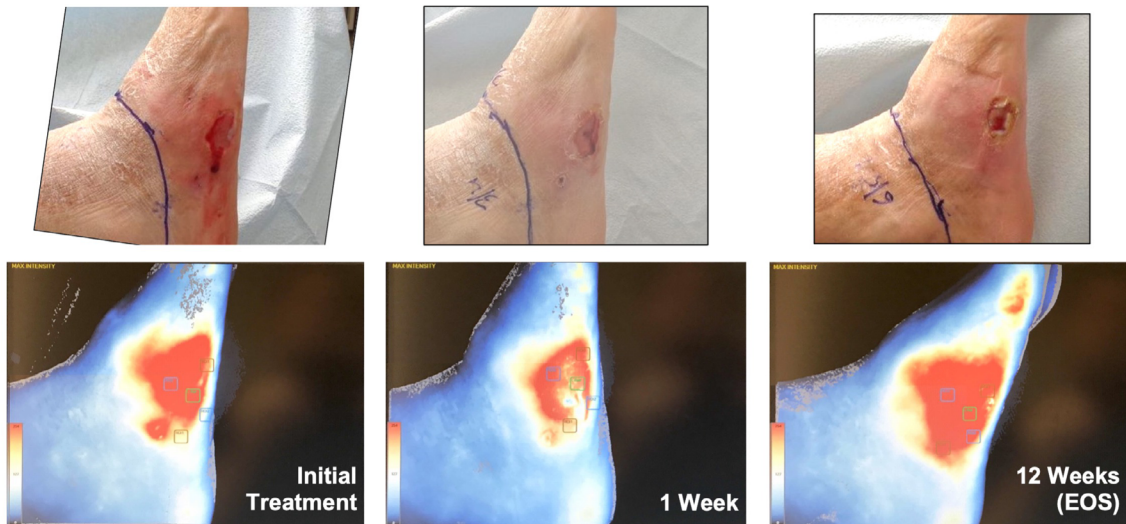 MAX INTENSITY
Initial
Treatment
MAX INTENSITY
1 Week
MAX INTENSITY
12 Weeks
(EOS)